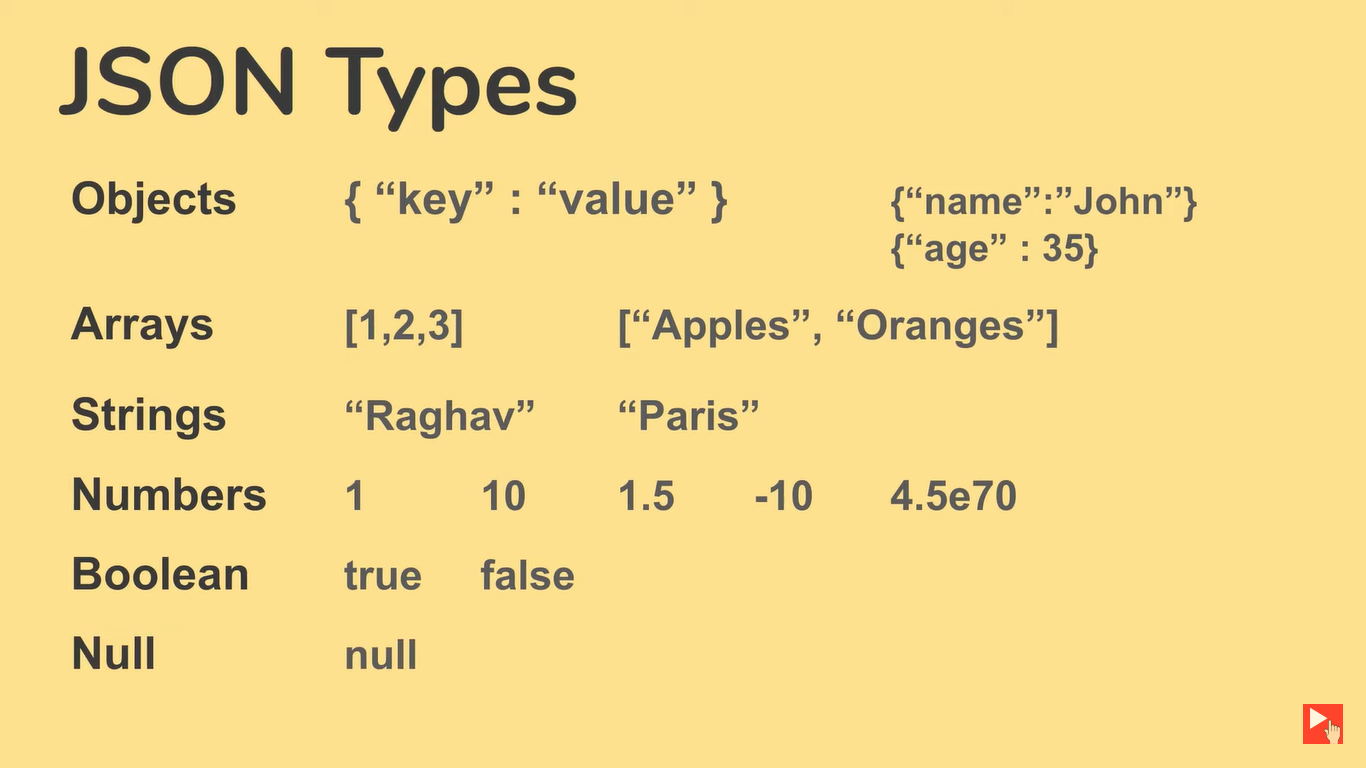 JSON Types
Objects { “key” : “value” } {“name”:”John”}
{“age” : 35}
Arrays [1,2,3] [“Apples”, “Oranges”]
Strings “Raghav” “Paris”
Numbers 1 10 1.5 -10 4.5e70
Boolean true false
Null null